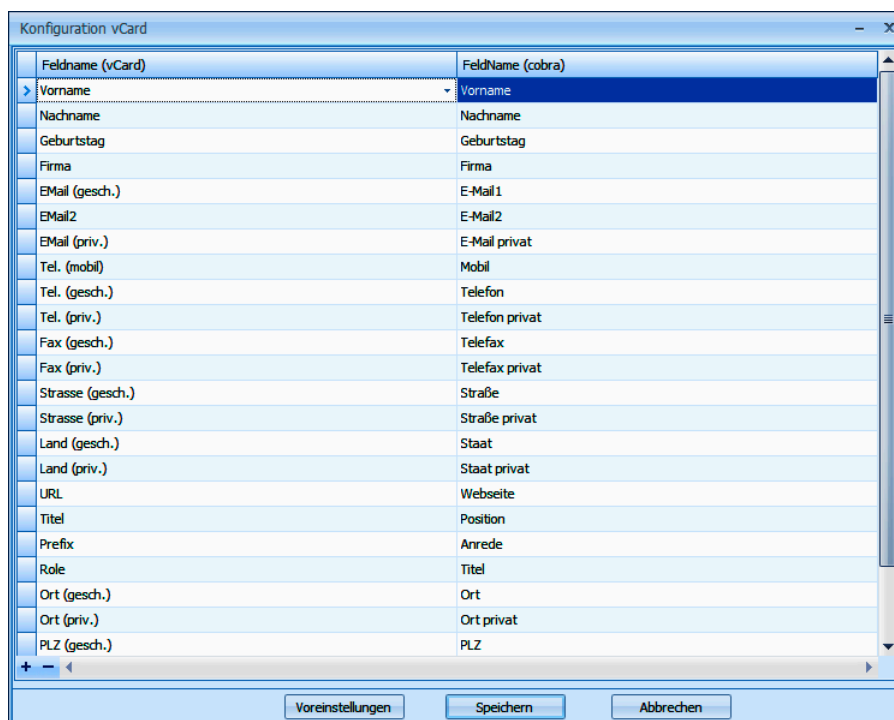 Konfiguration vCard
Feldname (vCard) FeldName (cobra)
Vorname Vorname
Nachname Nachname
Geburtstag Geburtstag
Firma Firma
EMail (gesch.) E-Mail1
EMail2 E-Mail2
EMail (priv.) E-Mail privat
Tel. (mobil) Mobil
Tel. (gesch.) Telefon
Tel. (priv.) Telefon privat
Fax (gesch.) Telefax
Fax (priv.) Telefax privat
Strasse (gesch.) Straße
Strasse (priv.) Straße privat
Land (gesch.) Staat
Land (priv.) Staat privat
URL Webseite
Titel Position
Prefix Anrede
Role Titel
Ort (gesch.) Ort
Ort (priv.) Ort privat
PLZ (gesch.) PLZ
Voreinstellungen Speichern Abbrechen